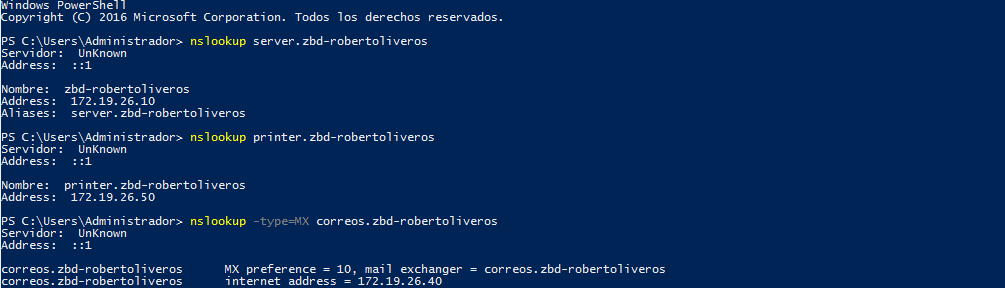 Windows PowerShell
Copyright (C) 2016 Microsoft Corporation. Todos los derechos reservados.
PS C:\Users\Administrador> nslookup server.zbd-robertoliveros
Servidor:  UnKnown
Address:  ::1
Nombre:  zbd-robertoliveros
Address:  172.19.26.10
Aliases:  server.zbd-robertoliveros
PS C:\Users\Administrador> nslookup printer.zbd-robertoliveros
Servidor:  UnKnown
Address:  ::1
Nombre:  printer.zbd-robertoliveros
Address:  172.19.26.50
PS C:\Users\Administrador> nslookup -type=MX correos.zbd-robertoliveros
Servidor:  UnKnown
Address:  ::1
correos.zbd-robertoliveros      MX preference = 10, mail exchanger = correos.zbd-robertoliveros
correos.zbd-robertoliveros      internet address = 172.19.26.40